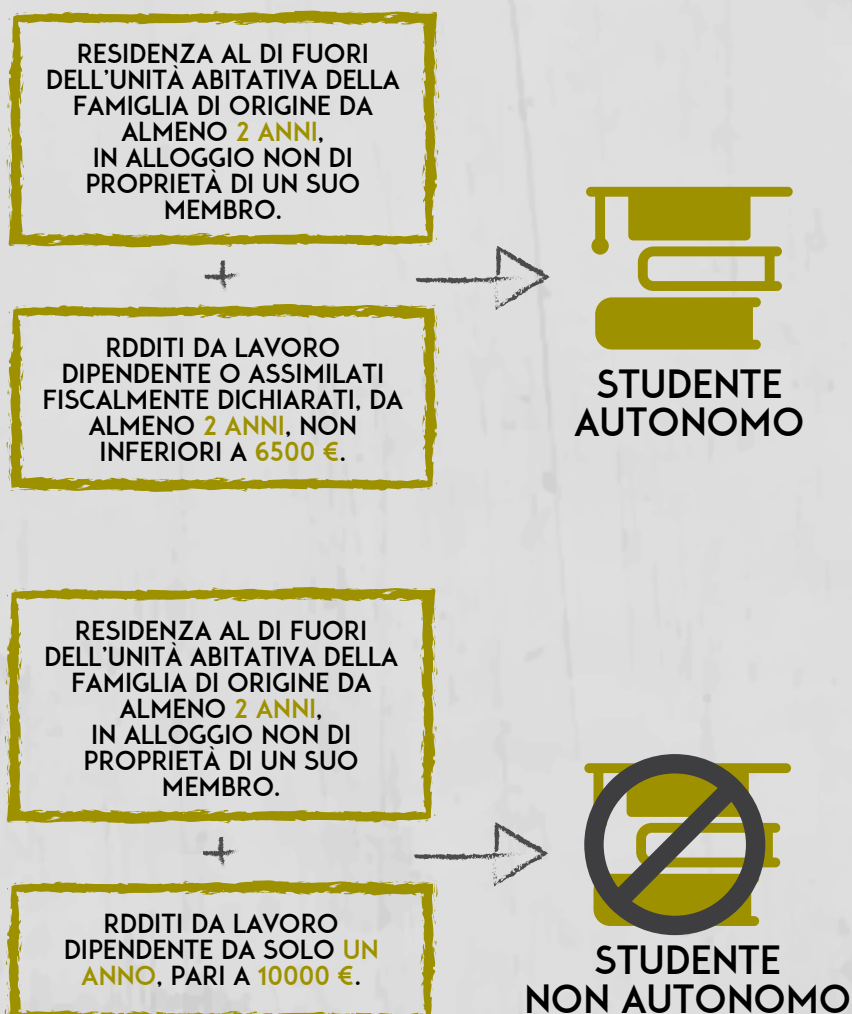 RESIDENZA AL DI FUORI
DELL'UNITÀ ABITATIVA DELLA
FAMIGLIA DI ORIGINE DA
ALMENO 2 ANNI,
IN ALLOGGIO NON DI
PROPRIETÀ DI UN SUO
MEMBRO.
+
RDDITI DA LAVORO
DIPENDENTE O ASSIMILATI
FISCALMENTE DICHIARATI, DA
ALMENO 2 ANNI, NON
INFERIORI A 6500 €.
STUDENTE
AUTONOMO
RESIDENZA AL DI FUORI
DELL'UNITÀ ABITATIVA DELLA
FAMIGLIA DI ORIGINE DA
ALMENO 2 ANNI,
IN ALLOGGIO NON DI
PROPRIETÀ DI UN SUO
MEMBRO.
+
RDDITI DA LAVORO
DIPENDENTE DA SOLO UN
ANNO, PARI A 10000 €.
STUDENTE
NON AUTONOMO